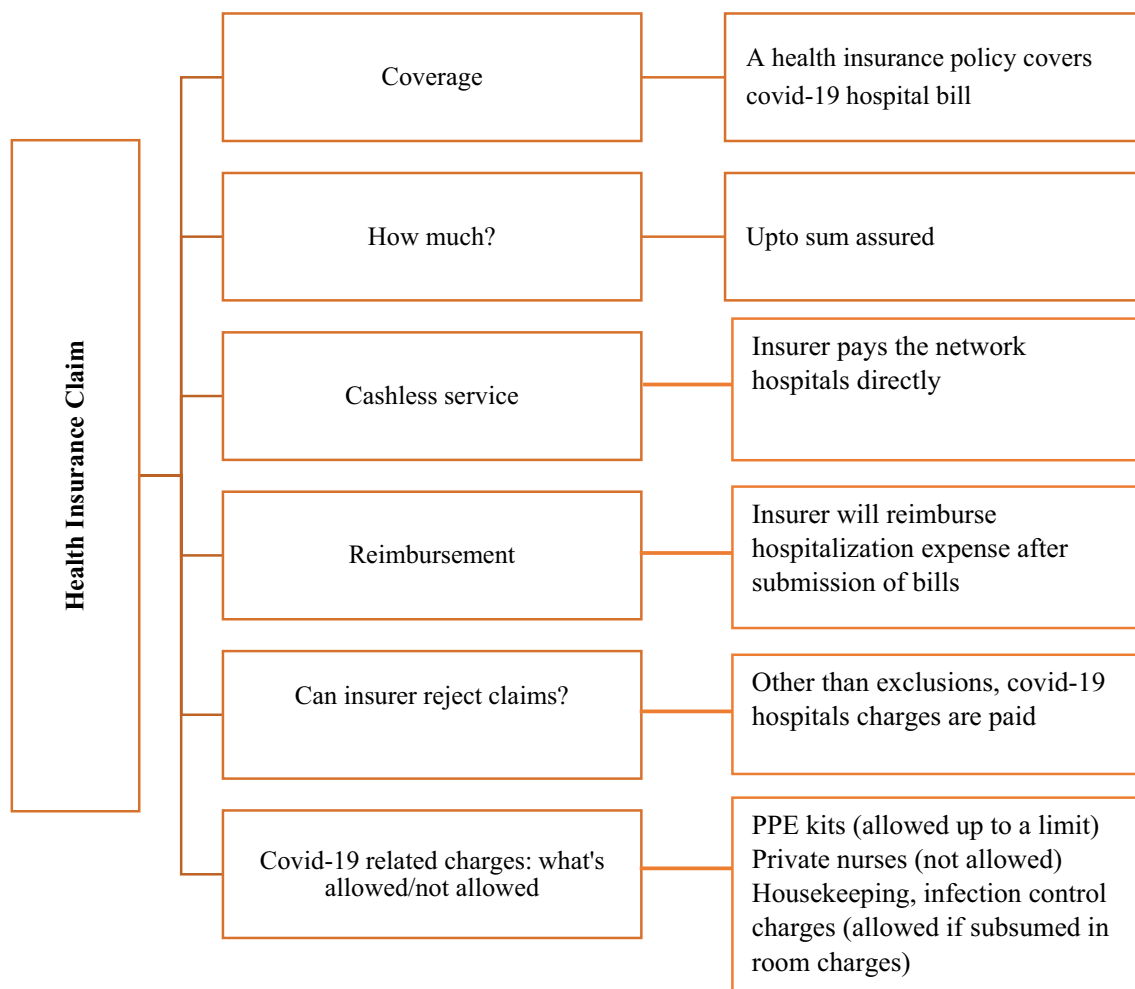 Health Insurance Claim
Coverage
A health insurance policy covers
covid-19 hospital bill
How much?
Upto sum assured
Cashless service
Insurer pays the network
hospitals directly
Reimbursement
Insurer will reimburse
hospitalization expense after
submission of bills
Can insurer reject claims?
Other than exclusions, covid-19
hospitals charges are paid
Covid-19 related charges: what's
allowed/not allowed
PPE kits (allowed up to a limit)
Private nurses (not allowed)
Housekeeping, infection control
charges (allowed if subsumed in
room charges)